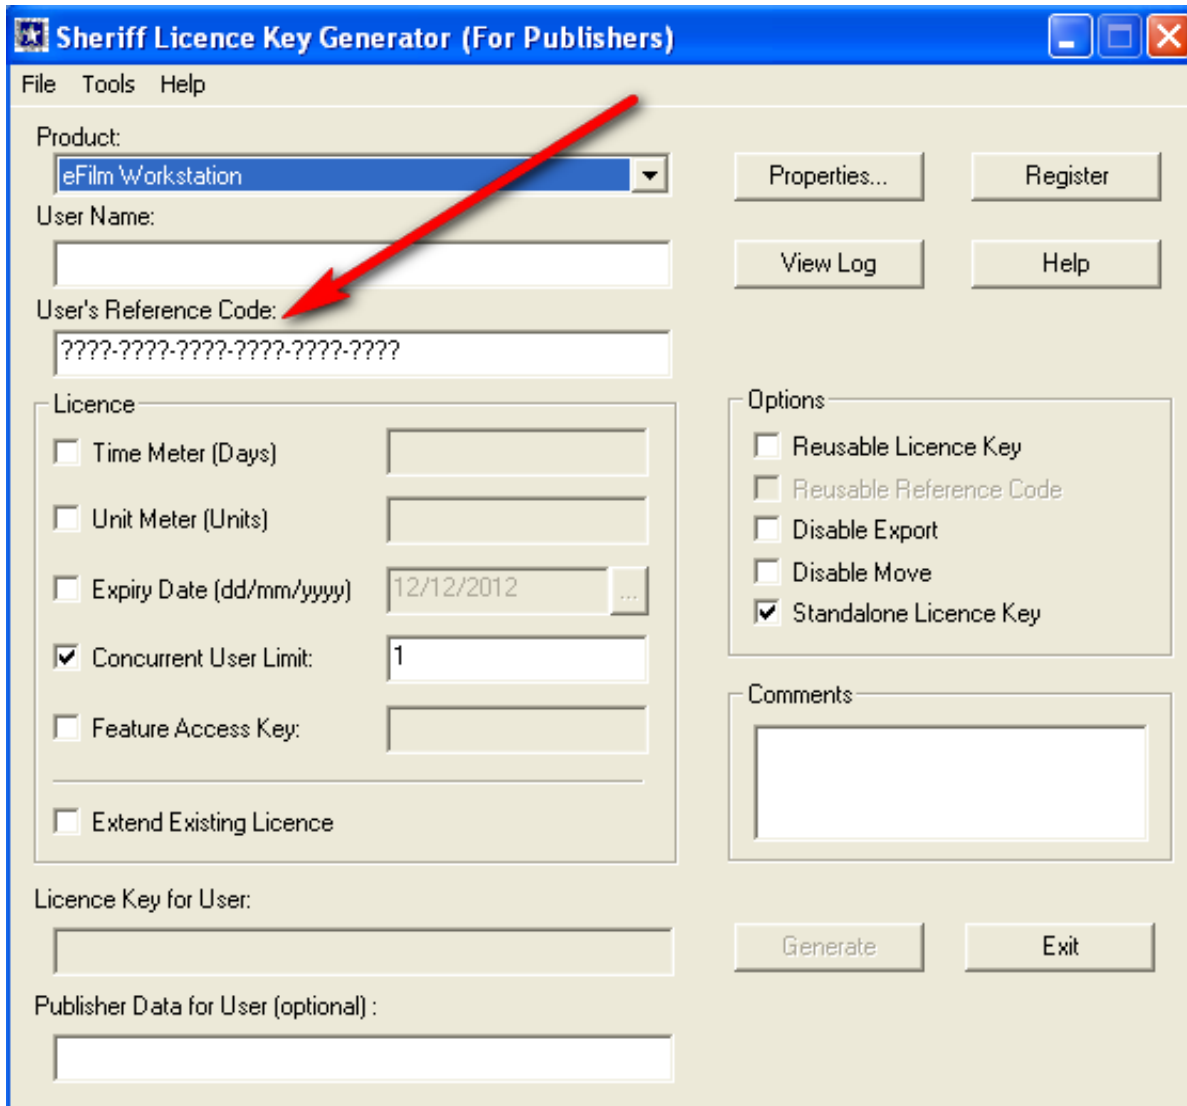 Sheriff Licence Key Generator (For Publishers)
File Tools Help
Product:
eFilm Workstation
Properties...
Register
User Name:
View Log
Help
User's Reference Code:
????-????-????-????-????-????
Licence
Time Meter (Days)
Unit Meter (Units)
Expiry Date (dd/mm/yyyy)
12/12/2012
...
Concurrent User Limit:
1
Feature Access Key:
Extend Existing Licence
Options
Reusable Licence Key
Reusable Reference Code
Disable Export
Disable Move
Standalone Licence Key
Comments
Licence Key for User:
Generate
Exit
Publisher Data for User (optional) :